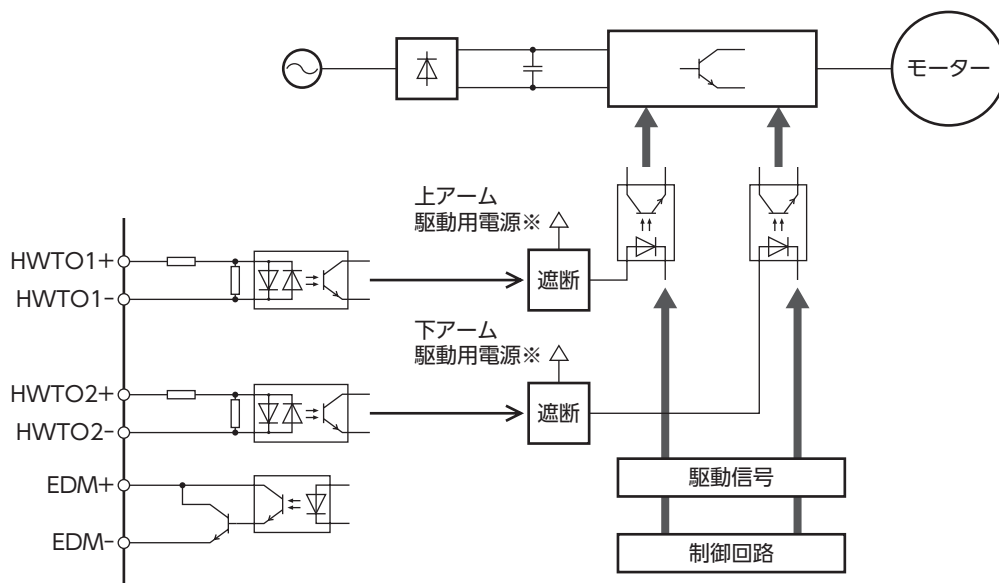 モーター
上アーム
駆動用電源※
HWTO1+
HWTO1-
遮断
下アーム
駆動用電源※
HWTO2+
HWTO2-
遮断
EDM+
EDM-
駆動信号
制御回路